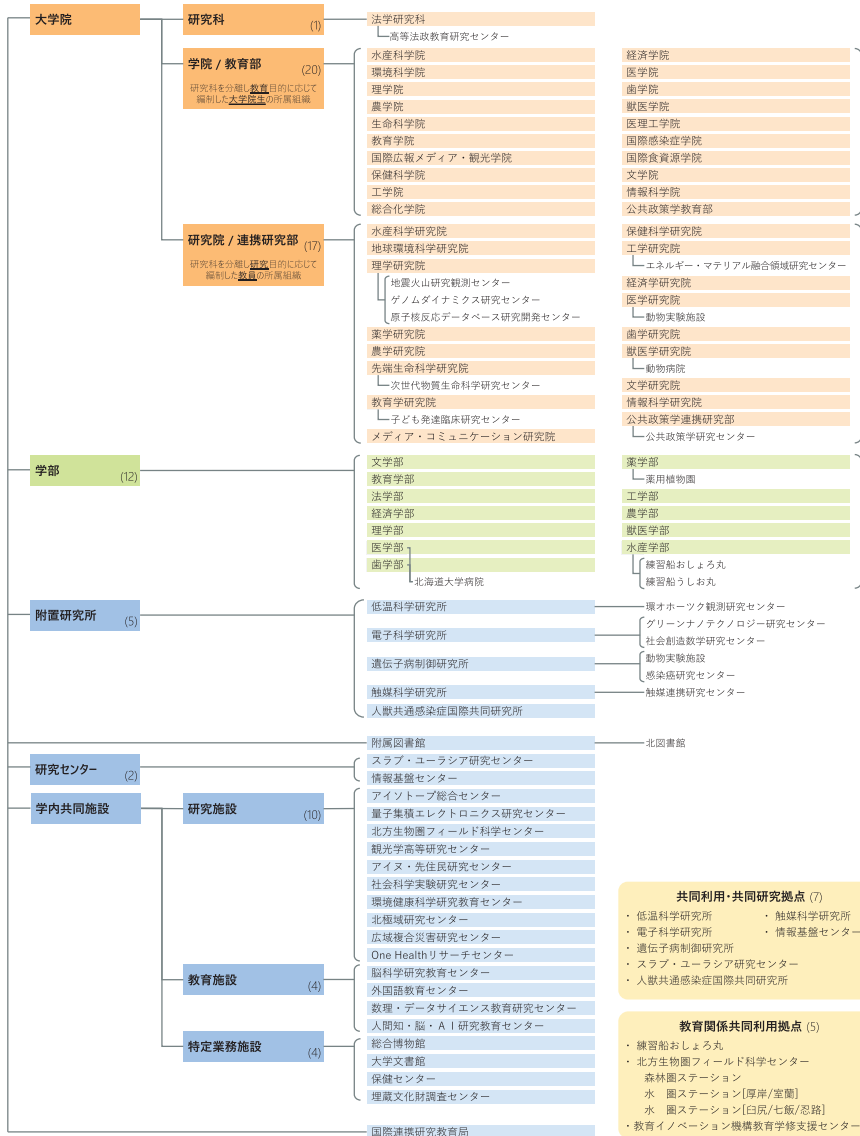 大学院
研究科
(1)
法学研究科
高等法政教育研究センター
学院 / 教育部
(20)
研究科を分離し教育目的に応じて
編制した大学院生の所属組織
水産科学院
環境科学院
理学院
農学院
生命科学院
教育学院
国際広報メディア・観光学院
保健科学院
工学院
総合化学院
経済学院
医学院
歯学院
獣医学院
医理工学院
国際感染症学院
国際食資源学院
文学院
情報科学院
公共政策学教育部
研究院 / 連携研究部
(17)
研究科を分離し研究目的に応じて
編制した教員の所属組織
水産科学研究院
地球環境科学研究院
理学研究院
地震火山研究観測センター
ゲノムダイナミクス研究センター
原子核反応データベース研究開発センター
薬学研究院
農学研究院
先端生命科学研究院
次世代物質生命科学研究センター
教育学研究院
子ども発達臨床研究センター
メディア・コミュニケーション研究院
保健科学研究院
工学研究院
エネルギー・マテリアル融合領域研究センター
経済学研究院
医学研究院
動物実験施設
歯学研究院
獣医学研究院
動物病院
文学研究院
情報科学研究院
公共政策学連携研究部
公共政策学研究センター
学部
(12)
文学部
教育学部
法学部
経済学部
理学部
医学部
歯学部
北海道大学病院
薬学部
薬用植物園
工学部
農学部
獣医学部
水産学部
練習船おしょろ丸
練習船うしお丸
附置研究所
(5)
低温科学研究所
環オホーツク観測研究センター
電子科学研究所
グリーンナノテクノロジー研究センター
社会創造数学研究センター
遺伝子病制御研究所
動物実験施設
感染癌研究センター
触媒科学研究所
触媒連携研究センター
人獣共通感染症国際共同研究所
附属図書館
北図書館
研究センター
(2)
スラブ・ユーラシア研究センター
情報基盤センター
学内共同施設
研究施設
(10)
アイソトープ総合センター
量子集積エレクトロニクス研究センター
北方生物圏フィールド科学センター
観光学高等研究センター
アイヌ・先住民研究センター
社会科学実験研究センター
環境健康科学研究教育センター
北極域研究センター
広域複合災害研究センター
One Healthリサーチセンター
教育施設
(4)
脳科学研究教育センター
外国語教育センター
数理・データサイエンス教育研究センター
人間知・脳・AI研究教育センター
特定業務施設
(4)
総合博物館
大学文書館
保健センター
埋蔵文化財調査センター
国際連携研究教育局
共同利用・共同研究拠点 (7)
・ 低温科学研究所
・ 触媒科学研究所
・ 電子科学研究所
・ 情報基盤センター
・ 遺伝子病制御研究所
・ スラブ・ユーラシア研究センター
・ 人獣共通感染症国際共同研究所
教育関係共同利用拠点 (5)
・ 練習船おしょろ丸
・ 北方生物圏フィールド科学センター
森林圏ステーション
水　圏ステーション[厚岸/室蘭]
水　圏ステーション[臼尻/七飯/忍路]
・教育イノベーション機構教育学修支援センター